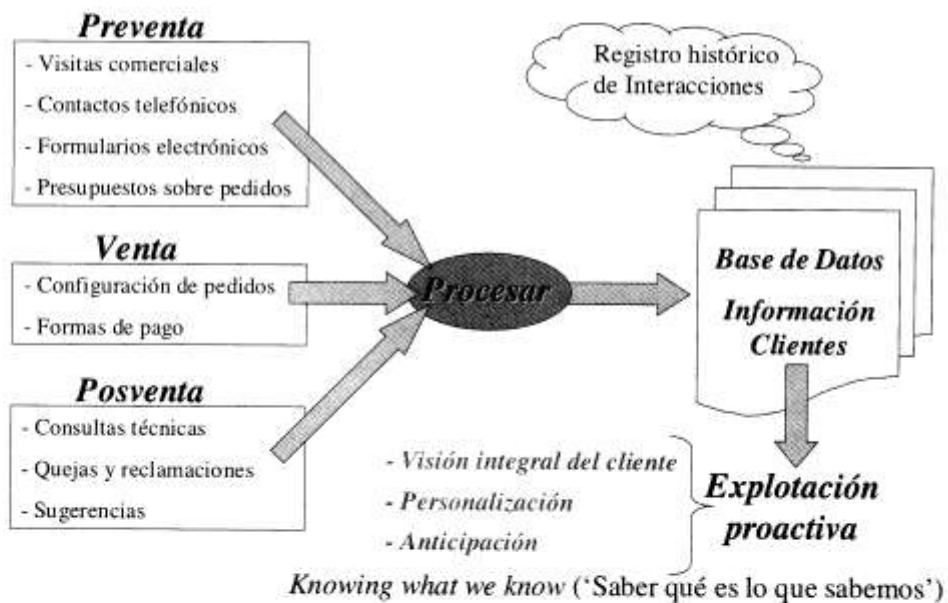 Preventa
- Visitas comerciales
- Contactos telefónicos
- Formularios electrónicos
- Presupuestos sobre pedidos
Venta
- Configuración de pedidos
- Formas de pago
Posventa
- Consultas técnicas
- Quejas y reclamaciones
- Sugerencias
Procesar
Registro histórico
de Interacciones
Base de Datos
Información
Clientes
- Visión integral del cliente
- Personalización
- Anticipación
Explotación
proactiva
Knowing what we know (‘Saber qué es lo que sabemos’)